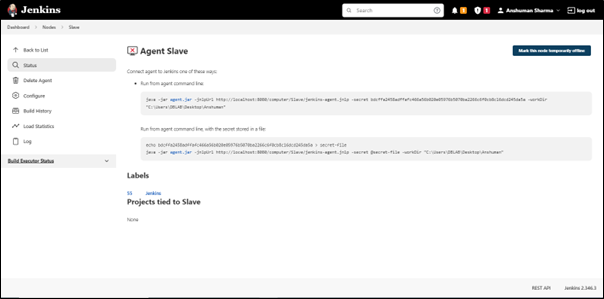 Jenkins
Search
1
1
Anshuman Sharma
log out
Dashboard
Nodes
Slave
Back to List
Status
Delete Agent
Configure
Build History
Load Statistics
Log
Build Executor Status
Agent Slave
Mark this node temporarily offline
Connect agent to Jenkins one of these ways:
Run from agent command line:
java -jar agent.jar -jnlpUrl http://localhost:8080/computer/Slave/jenkins-agent.jnlp -secret -workDir
"C:\Users\DBLAB\Desktop\Anshuman"
Run from agent command line, with the secret stored in a file:
echo > secret-file
java -jar agent.jar -jnlpUrl http://localhost:8080/computer/Slave/jenkins-agent.jnlp -secret @secret-file -workDir "C:\Users\DBLAB\Desktop\Anshuman"
Labels
Jenkins
Projects tied to Slave
None
REST API
Jenkins 2.346.3